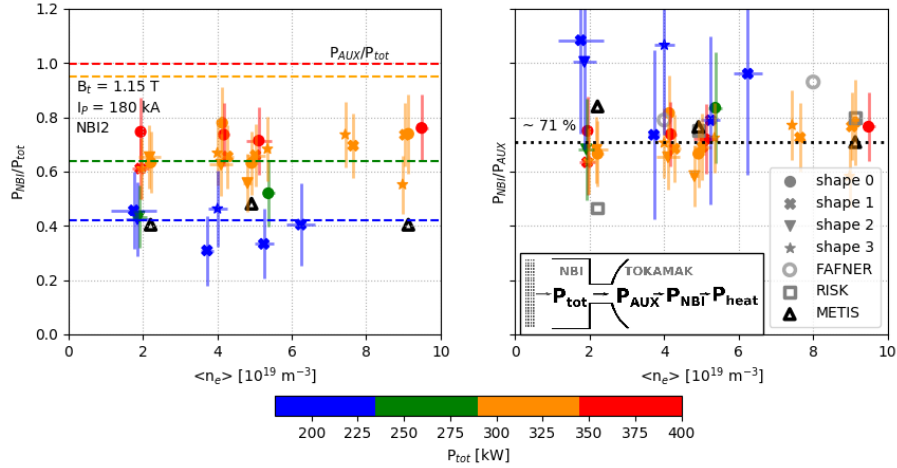 1.2
1.0
0.8
0.6
0.4
0.2
0.0
P_NBI/P_tot
P_AUX/P_tot
B_t = 1.15 T
I_P = 180 kA
NBI2
0 2 4 6 8 10
<n_e> [10^19 m^-3]
P_NBI/P_AUX
~ 71 %
shape 0
shape 1
shape 2
shape 3
FAFNER
RISK
METIS
NBI TOKAMAK
P_tot P_AUX P_NBI P_heat
0 2 4 6 8 10
<n_e> [10^19 m^-3]
200 225 250 275 300 325 350 375 400
P_tot [kW]